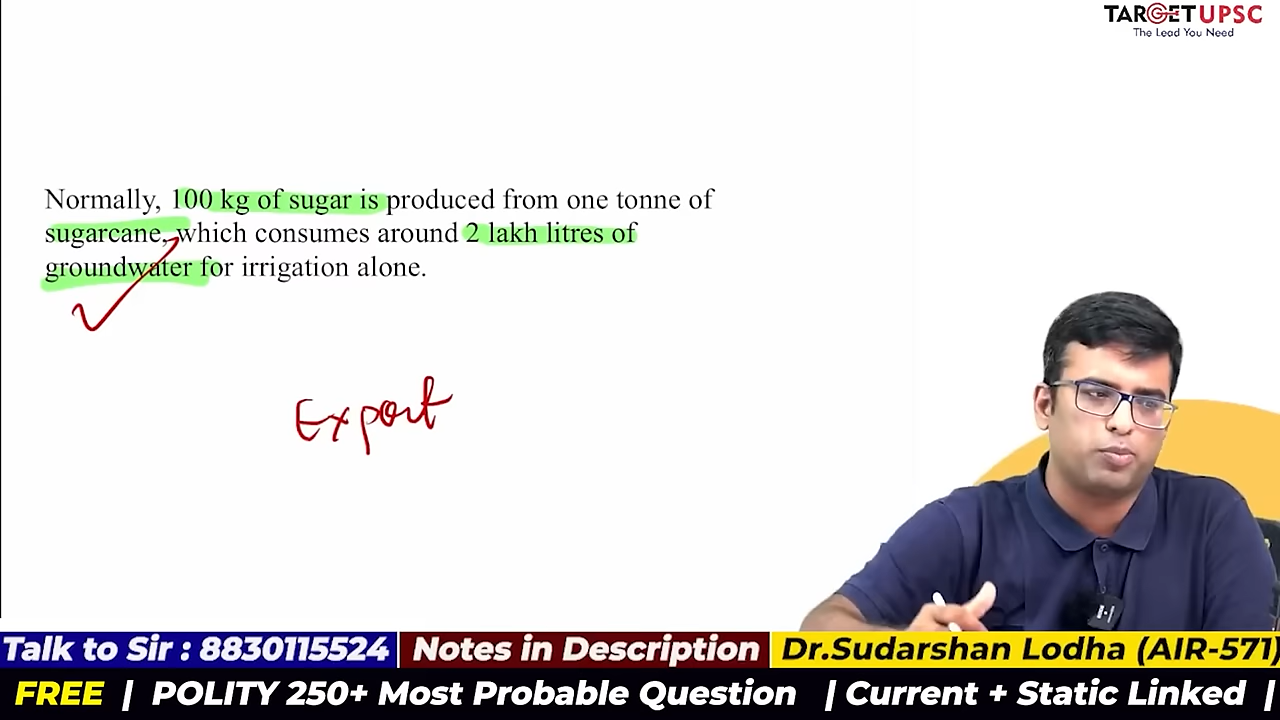 TARGETUPSC
The Lead You Need
Normally, 100 kg of sugar is produced from one tonne of
sugarcane, which consumes around 2 lakh litres of
groundwater for irrigation alone.
Export
Talk to Sir : 8830115524 Notes in Description Dr.Sudarshan Lodha (AIR-571)
FREE | POLITY 250+ Most Probable Question | Current + Static Linked |